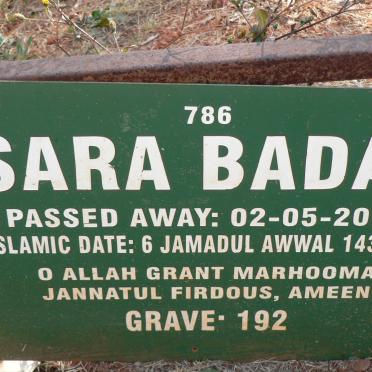 786
SARA BADA
PASSED AWAY: 02-05-20
ISLAMIC DATE: 6 JAMADUL AWWAL 143
O ALLAH GRANT MARHOOMA
JANNATUL FIRDOUS, AMEEN
GRAVE· 192